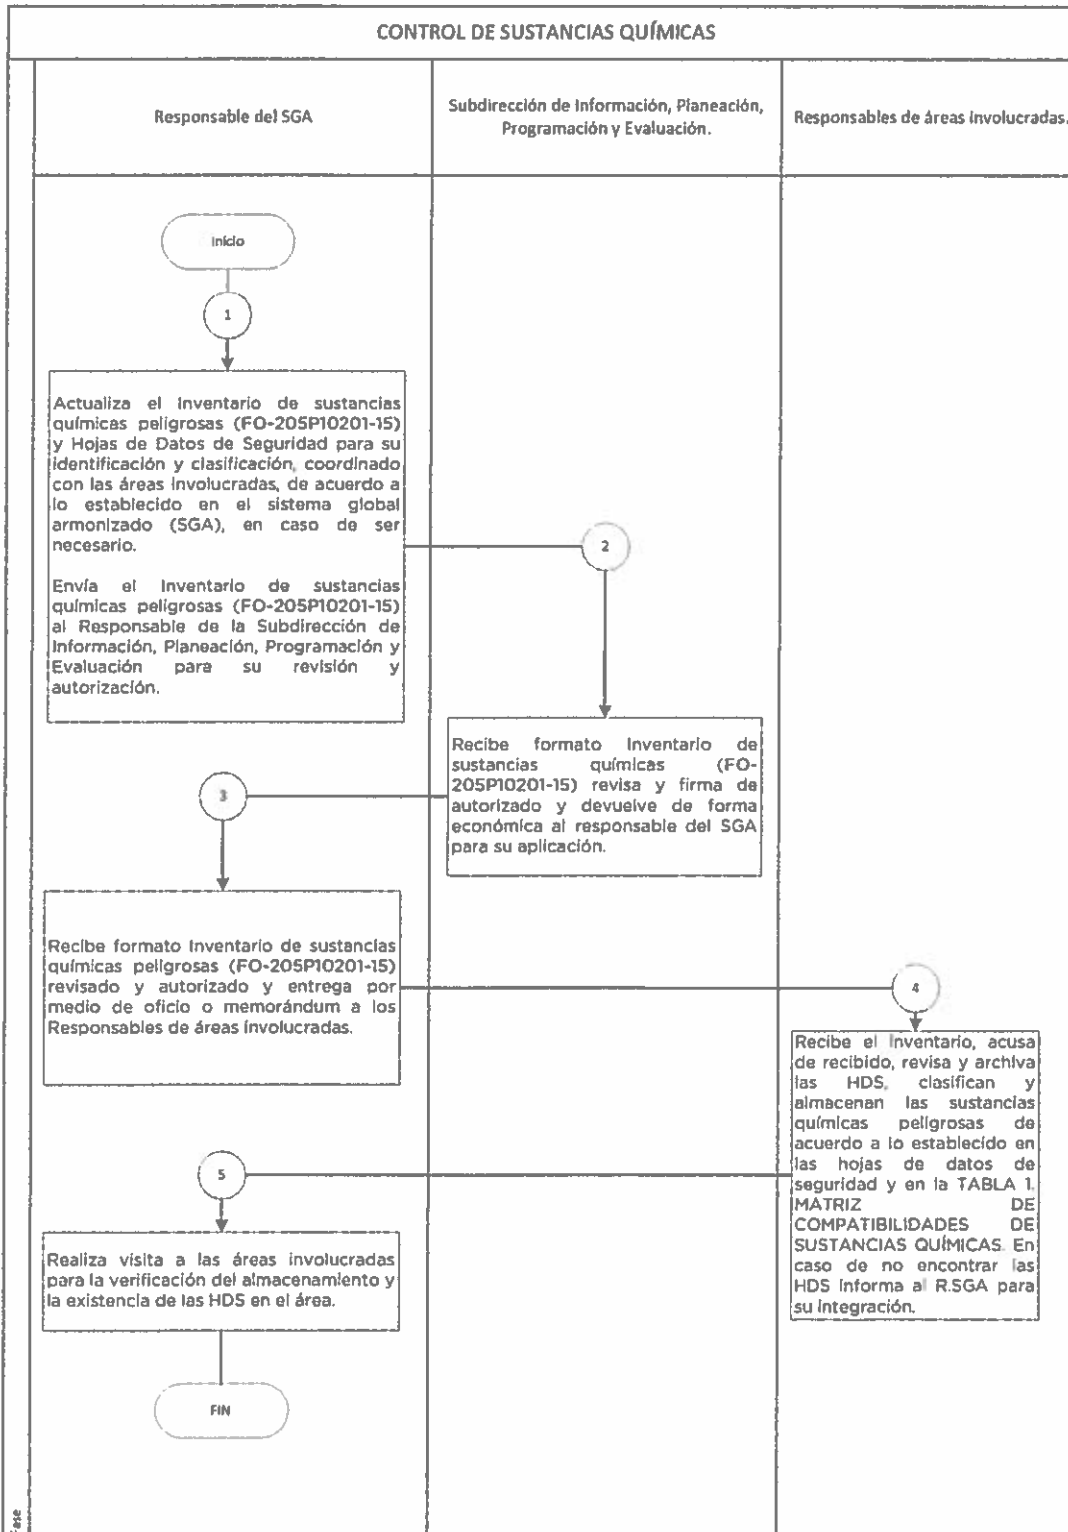 CONTROL DE SUSTANCIAS QUÍMICAS
Responsable del SGA
Subdirección de Información, Planeación,
Programación y Evaluación.
Responsables de áreas involucradas.
Inicio
1
Actualiza el Inventario de sustancias
químicas peligrosas (FO-205P10201-15)
y Hojas de Datos de Seguridad para su
identificación y clasificación, coordinado
con las áreas involucradas, de acuerdo a
lo establecido en el sistema global
armonizado (SGA), en caso de ser
necesario.
Envía el Inventario de sustancias
químicas peligrosas (FO-205P10201-15)
al Responsable de la Subdirección de
Información, Planeación, Programación y
Evaluación para su revisión y
autorización.
2
Recibe formato Inventario de
sustancias químicas (FO-
205P10201-15) revisa y firma de
autorizado y devuelve de forma
económica al responsable del SGA
para su aplicación.
3
Recibe formato Inventario de sustancias
químicas peligrosas (FO-205P10201-15)
revisado y autorizado y entrega por
medio de oficio o memorándum a los
Responsables de áreas involucradas.
4
Recibe el Inventario, acusa
de recibido, revisa y archiva
las HDS, clasifican y
almacenan las sustancias
químicas peligrosas de
acuerdo a lo establecido en
las hojas de datos de
seguridad y en la TABLA 1.
MATRIZ DE
COMPATIBILIDADES DE
SUSTANCIAS QUÍMICAS. En
caso de no encontrar las
HDS informa al R.SGA para
su integración.
5
Realiza visita a las áreas involucradas
para la verificación del almacenamiento y
la existencia de las HDS en el área.
FIN
Fase